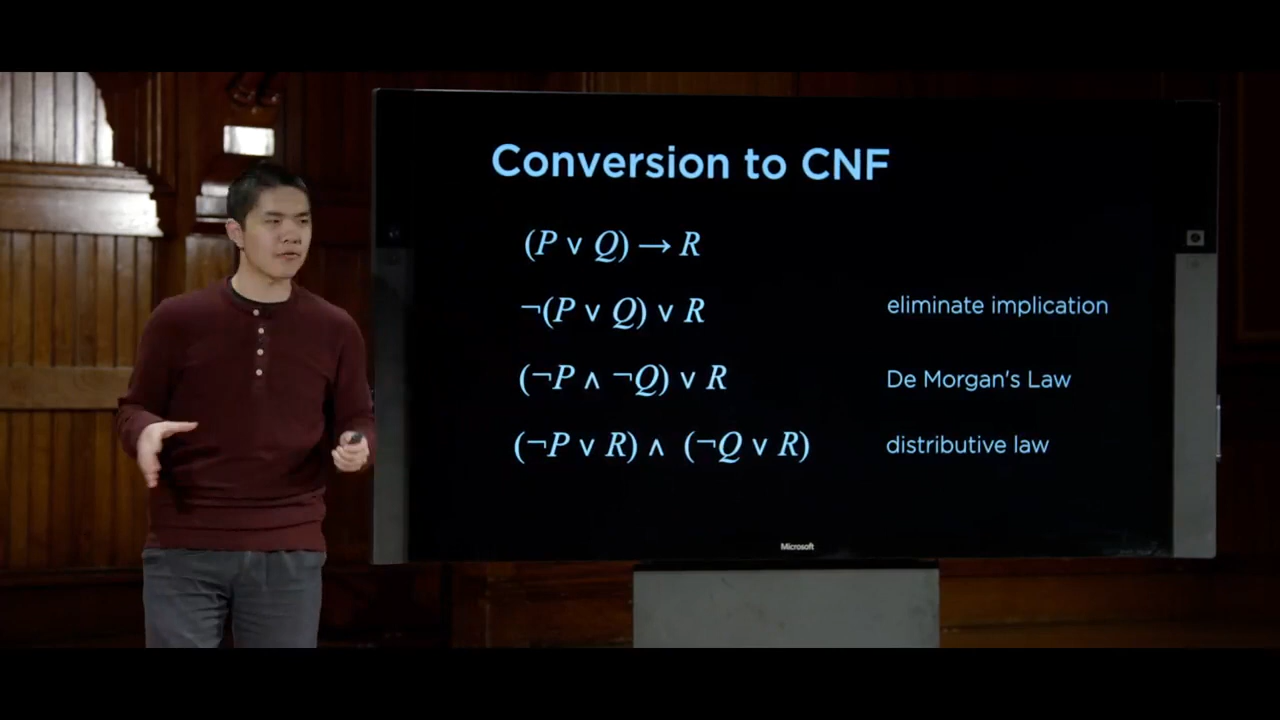 Conversion to CNF
(P ∨ Q) → R
¬(P ∨ Q) ∨ R eliminate implication
(¬P ∧ ¬Q) ∨ R De Morgan's Law
(¬P ∨ R) ∧ (¬Q ∨ R) distributive law
Microsoft